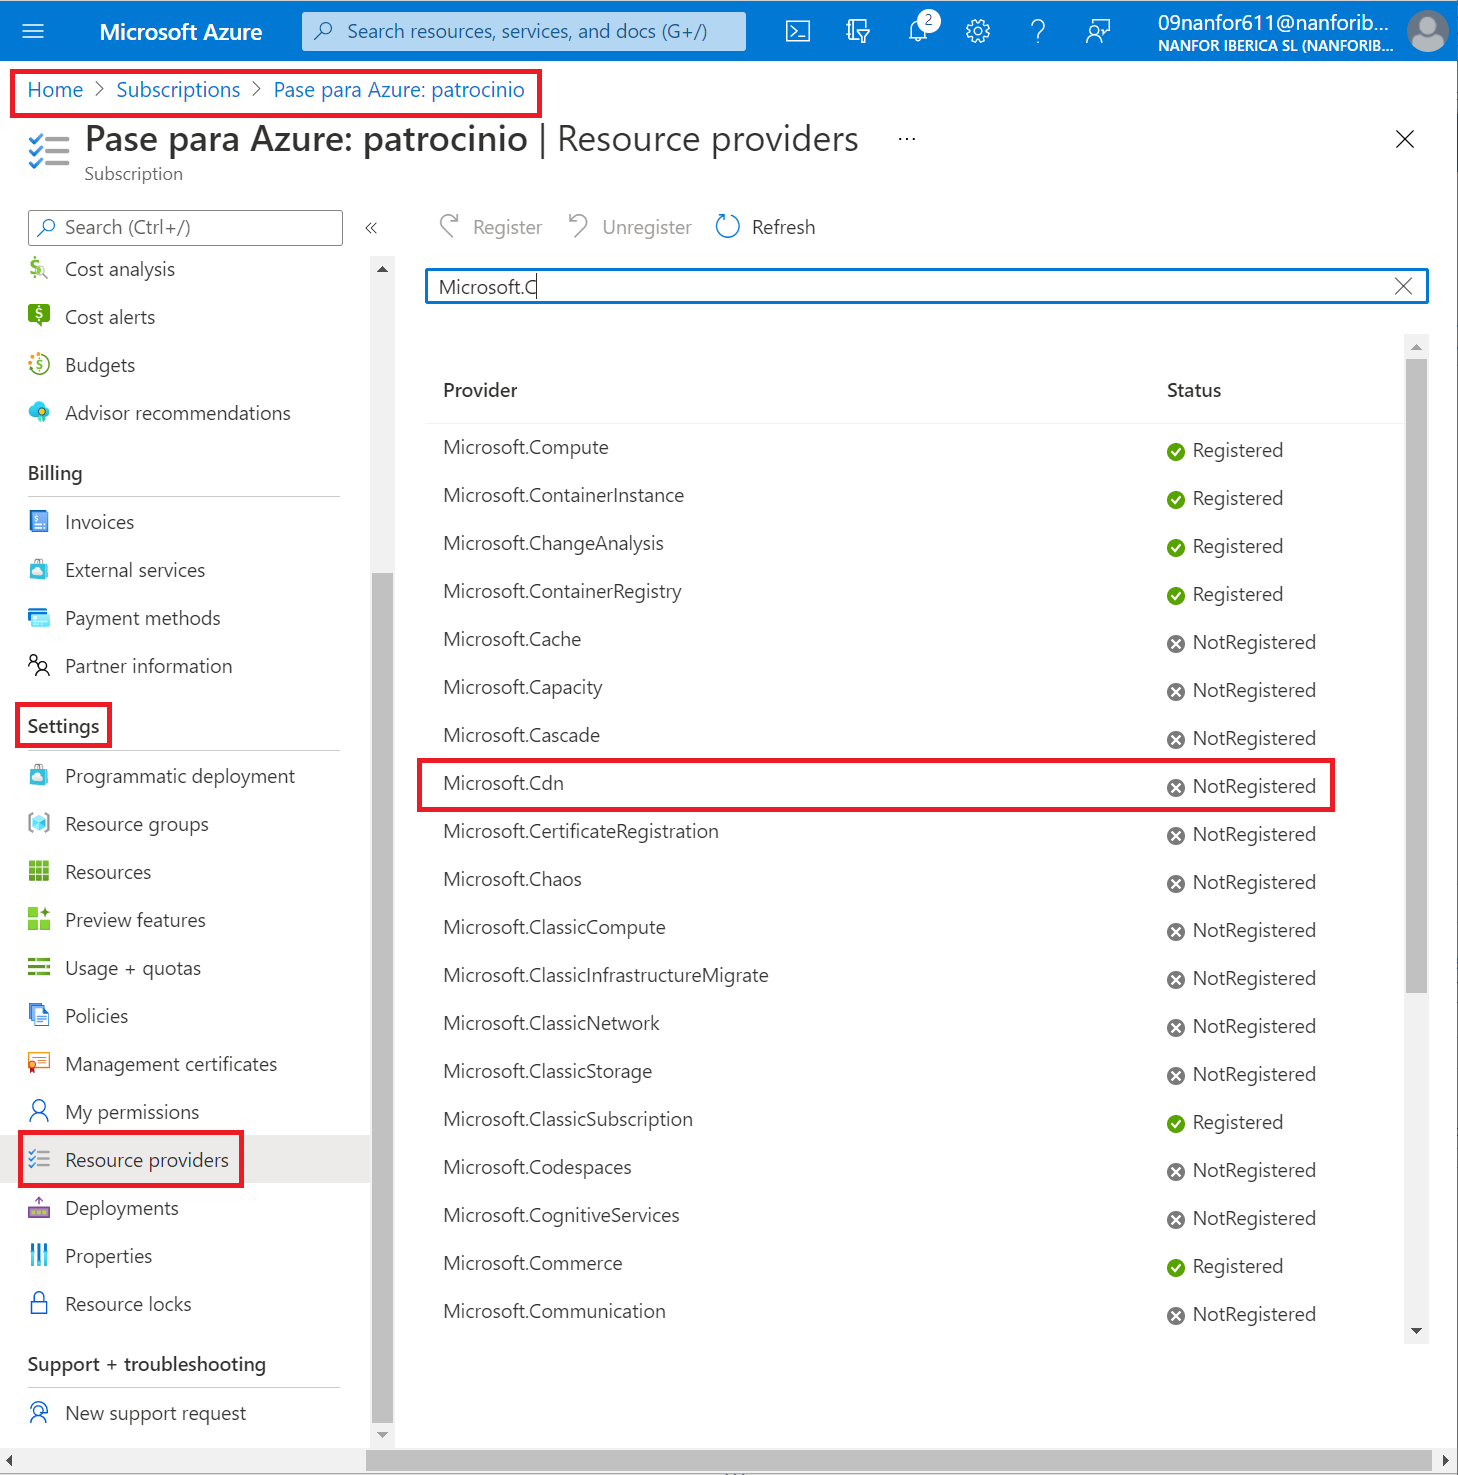 Microsoft Azure
Search resources, services, and docs (G+/)
2
09nanfor611@nanforib...
NANFOR IBERICA SL (NANFORIB...
Home > Subscriptions > Pase para Azure: patrocinio
Pase para Azure: patrocinio | Resource providers ...
Subscription
Search (Ctrl+/)
«
Register
Unregister
Refresh
Microsoft.C
Cost analysis
Cost alerts
Budgets
Advisor recommendations
Billing
Invoices
External services
Payment methods
Partner information
Settings
Programmatic deployment
Resource groups
Resources
Preview features
Usage + quotas
Policies
Management certificates
My permissions
Resource providers
Deployments
Properties
Resource locks
Support + troubleshooting
New support request
Provider Status
Microsoft.Compute Registered
Microsoft.ContainerInstance Registered
Microsoft.ChangeAnalysis Registered
Microsoft.ContainerRegistry Registered
Microsoft.Cache NotRegistered
Microsoft.Capacity NotRegistered
Microsoft.Cascade NotRegistered
Microsoft.Cdn NotRegistered
Microsoft.CertificateRegistration NotRegistered
Microsoft.Chaos NotRegistered
Microsoft.ClassicCompute NotRegistered
Microsoft.ClassicInfrastructureMigrate NotRegistered
Microsoft.ClassicNetwork NotRegistered
Microsoft.ClassicStorage NotRegistered
Microsoft.ClassicSubscription Registered
Microsoft.Codespaces NotRegistered
Microsoft.CognitiveServices NotRegistered
Microsoft.Commerce Registered
Microsoft.Communication NotRegistered